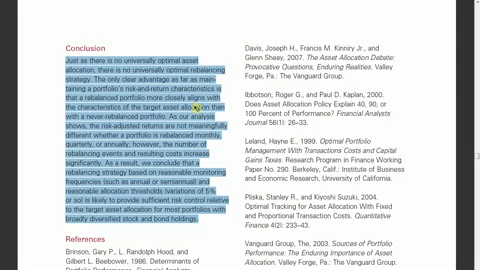 Conclusion
Just as there is no universally optimal asset
allocation, there is no universally optimal rebalancing
strategy. The only clear advantage as far as main-
taining a portfolio's risk-and-return characteristics is
that a rebalanced portfolio more closely aligns with
the characteristics of the target asset allocation than
with a never-rebalanced portfolio. As our analysis
shows, the risk-adjusted returns are not meaningfully
different whether a portfolio is rebalanced monthly,
quarterly, or annually; however, the number of
rebalancing events and resulting costs increase
significantly. As a result, we conclude that a
rebalancing strategy based on reasonable monitoring
frequencies (such as annual or semiannual) and
reasonable allocation thresholds (variations of 5%
or so) is likely to provide sufficient risk control relative
to the target asset allocation for most portfolios with
broadly diversified stock and bond holdings.
References
Brinson, Gary P., L. Randolph Hood, and
Gilbert L. Beebower, 1986. Determinants of
Portfolio Performance. Financial Analysts
Davis, Joseph H., Francis M. Kinniry Jr., and
Glenn Sheay, 2007. The Asset Allocation Debate:
Provocative Questions, Enduring Realities. Valley
Forge, Pa.: The Vanguard Group.
Ibbotson, Roger G., and Paul D. Kaplan, 2000.
Does Asset Allocation Policy Explain 40, 90, or
100 Percent of Performance? Financial Analysts
Journal 56(1): 26–33.
Leland, Hayne E., 1999. Optimal Portfolio
Management With Transactions Costs and Capital
Gains Taxes. Research Program in Finance Working
Paper No. 290. Berkeley, Calif.: Institute of Business
and Economic Research, University of California.
Pliska, Stanley R., and Kiyoshi Suzuki, 2004.
Optimal Tracking for Asset Allocation With Fixed
and Proportional Transaction Costs. Quantitative
Finance 4(2): 233–43.
Vanguard Group, The, 2003. Sources of Portfolio
Performance: The Enduring Importance of Asset
Allocation. Valley Forge, Pa.: The Vanguard Group.